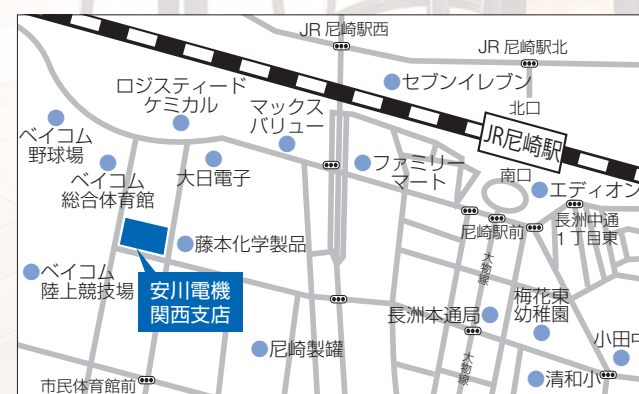 JR 尼崎駅西
JR 尼崎駅北
セブンイレブン
ロジスティード
ケミカル
マックス
バリュー
北口
JR尼崎駅
ベイコム
野球場
ベイコム
総合体育館
大日電子
ファミリー
マート
南口
エディオン
尼崎駅前
長洲中通
1丁目東
藤本化学製品
大物線
ベイコム
陸上競技場
安川電機
関西支店
長洲本通局
梅花東
幼稚園
尼崎製罐
大物線
小田中
清和小
市民体育館前